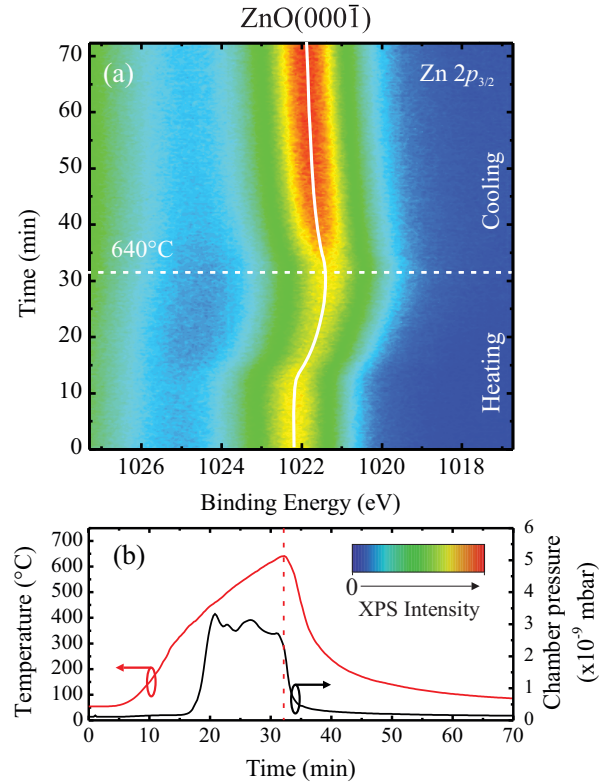 ZnO(0001̄)
(a)
Zn 2p3/2
70
60
50
40
30
20
10
0
Time (min)
640°C
Cooling
Heating
1026 1024 1022 1020 1018
Binding Energy (eV)
(b)
700
600
500
400
300
200
100
0
Temperature (°C)
6
5
4
3
2
1
0
Chamber pressure
(x10-9 mbar)
0
XPS Intensity
0 10 20 30 40 50 60 70
Time (min)